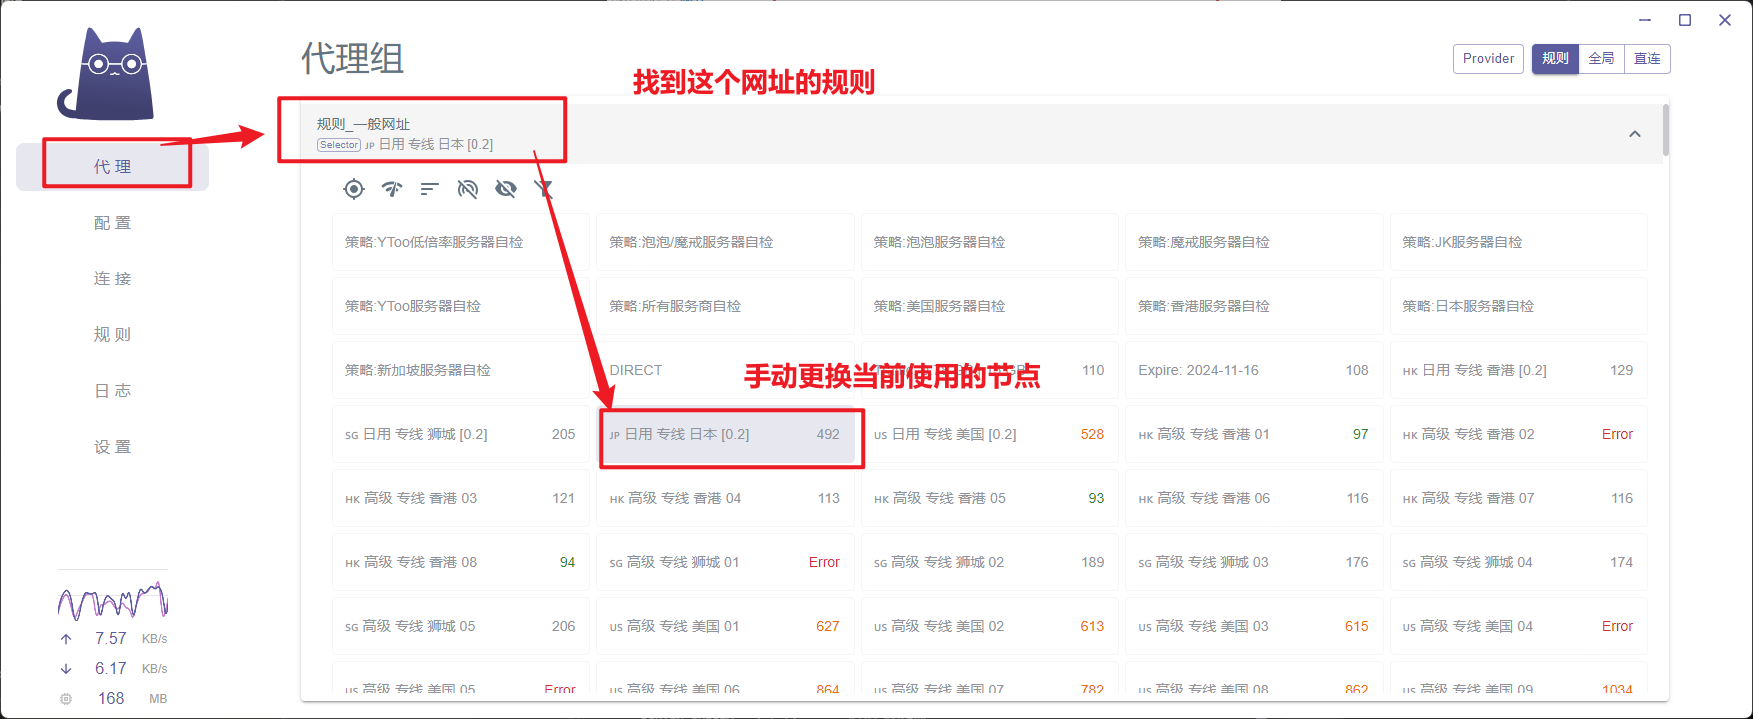 代理组
Provider
规则
全局
直连
找到这个网址的规则
代 理
配 置
连 接
规 则
日 志
设 置
规则_一般网址
Selector JP 日用 专线 日本 [0.2]
策略:YToo低倍率服务器自检
策略:泡泡/魔戒服务器自检
策略:泡泡服务器自检
策略:魔戒服务器自检
策略:JK服务器自检
策略:YToo服务器自检
策略:所有服务商自检
策略:美国服务器自检
策略:香港服务器自检
策略:日本服务器自检
策略:新加坡服务器自检
DIRECT
手动更换当前使用的节点
110
Expire: 2024-11-16 108
HK 日用 专线 香港 [0.2] 129
SG 日用 专线 狮城 [0.2] 205
JP 日用 专线 日本 [0.2] 492
US 日用 专线 美国 [0.2] 528
HK 高级 专线 香港 01 97
HK 高级 专线 香港 02 Error
HK 高级 专线 香港 03 121
HK 高级 专线 香港 04 113
HK 高级 专线 香港 05 93
HK 高级 专线 香港 06 116
HK 高级 专线 香港 07 116
HK 高级 专线 香港 08 94
SG 高级 专线 狮城 01 Error
SG 高级 专线 狮城 02 189
SG 高级 专线 狮城 03 176
SG 高级 专线 狮城 04 174
SG 高级 专线 狮城 05 206
US 高级 专线 美国 01 627
US 高级 专线 美国 02 613
US 高级 专线 美国 03 615
US 高级 专线 美国 04 Error
US 高级 专线 美国 05 Error
US 高级 专线 美国 06 864
US 高级 专线 美国 07 782
US 高级 专线 美国 08 862
US 高级 专线 美国 09 1034
7.57 KB/s
6.17 KB/s
168 MB